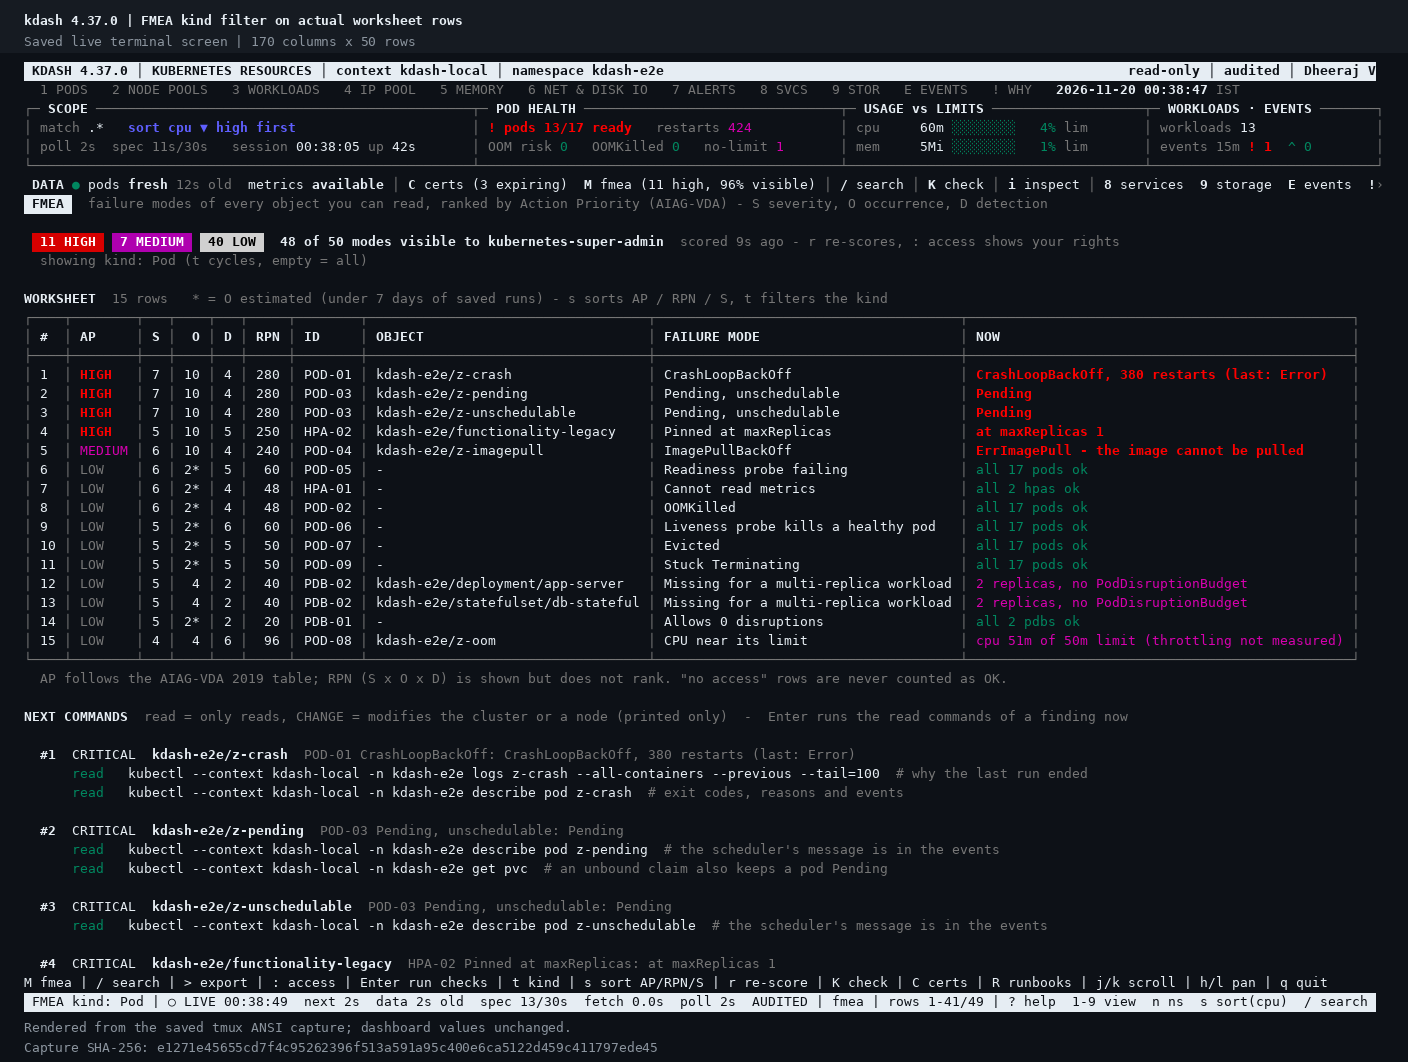 kdash 4.37.0 | FMEA kind filter on actual worksheet rows
Saved live terminal screen | 170 columns x 50 rows
KDASH 4.37.0 │ KUBERNETES RESOURCES │ context kdash-local │ namespace kdash-e2e read-only │ audited │ Dheeraj V
1 PODS 2 NODE POOLS 3 WORKLOADS 4 IP POOL 5 MEMORY 6 NET & DISK IO 7 ALERTS 8 SVCS 9 STOR E EVENTS ! WHY 2026-11-20 00:38:47 IST
SCOPE POD HEALTH USAGE vs LIMITS WORKLOADS · EVENTS
match .* sort cpu ▼ high first │ ! pods 13/17 ready restarts 424 │ cpu 60m ░░░░░░░░ 4% lim │ workloads 13
poll 2s spec 11s/30s session 00:38:05 up 42s │ OOM risk 0 OOMKilled 0 no-limit 1 │ mem 5Mi ░░░░░░░░ 1% lim │ events 15m ! 1 ^ 0
DATA ● pods fresh 12s old metrics available │ C certs (3 expiring) M fmea (11 high, 96% visible) │ / search │ K check │ i inspect │ 8 services 9 storage E events !›
FMEA failure modes of every object you can read, ranked by Action Priority (AIAG-VDA) - S severity, O occurrence, D detection
11 HIGH 7 MEDIUM 40 LOW 48 of 50 modes visible to kubernetes-super-admin scored 9s ago - r re-scores, : access shows your rights
showing kind: Pod (t cycles, empty = all)
WORKSHEET 15 rows * = O estimated (under 7 days of saved runs) - s sorts AP / RPN / S, t filters the kind
# │ AP │ S │ O │ D │ RPN │ ID │ OBJECT │ FAILURE MODE │ NOW
1 │ HIGH │ 7 │ 10 │ 4 │ 280 │ POD-01 │ kdash-e2e/z-crash │ CrashLoopBackOff │ CrashLoopBackOff, 380 restarts (last: Error)
2 │ HIGH │ 7 │ 10 │ 4 │ 280 │ POD-03 │ kdash-e2e/z-pending │ Pending, unschedulable │ Pending
3 │ HIGH │ 7 │ 10 │ 4 │ 280 │ POD-03 │ kdash-e2e/z-unschedulable │ Pending, unschedulable │ Pending
4 │ HIGH │ 5 │ 10 │ 5 │ 250 │ HPA-02 │ kdash-e2e/functionality-legacy │ Pinned at maxReplicas │ at maxReplicas 1
5 │ MEDIUM │ 6 │ 10 │ 4 │ 240 │ POD-04 │ kdash-e2e/z-imagepull │ ImagePullBackOff │ ErrImagePull - the image cannot be pulled
6 │ LOW │ 6 │ 2* │ 5 │ 60 │ POD-05 │ - │ Readiness probe failing │ all 17 pods ok
7 │ LOW │ 6 │ 2* │ 4 │ 48 │ HPA-01 │ - │ Cannot read metrics │ all 2 hpas ok
8 │ LOW │ 6 │ 2* │ 4 │ 48 │ POD-02 │ - │ OOMKilled │ all 17 pods ok
9 │ LOW │ 5 │ 2* │ 6 │ 60 │ POD-06 │ - │ Liveness probe kills a healthy pod │ all 17 pods ok
10 │ LOW │ 5 │ 2* │ 5 │ 50 │ POD-07 │ - │ Evicted │ all 17 pods ok
11 │ LOW │ 5 │ 2* │ 5 │ 50 │ POD-09 │ - │ Stuck Terminating │ all 17 pods ok
12 │ LOW │ 5 │ 4 │ 2 │ 40 │ PDB-02 │ kdash-e2e/deployment/app-server │ Missing for a multi-replica workload │ 2 replicas, no PodDisruptionBudget
13 │ LOW │ 5 │ 4 │ 2 │ 40 │ PDB-02 │ kdash-e2e/statefulset/db-stateful │ Missing for a multi-replica workload │ 2 replicas, no PodDisruptionBudget
14 │ LOW │ 5 │ 2* │ 2 │ 20 │ PDB-01 │ - │ Allows 0 disruptions │ all 2 pdbs ok
15 │ LOW │ 4 │ 4 │ 6 │ 96 │ POD-08 │ kdash-e2e/z-oom │ CPU near its limit │ cpu 51m of 50m limit (throttling not measured)
AP follows the AIAG-VDA 2019 table; RPN (S x O x D) is shown but does not rank. "no access" rows are never counted as OK.
NEXT COMMANDS read = only reads, CHANGE = modifies the cluster or a node (printed only) - Enter runs the read commands of a finding now
#1 CRITICAL kdash-e2e/z-crash POD-01 CrashLoopBackOff: CrashLoopBackOff, 380 restarts (last: Error)
read kubectl --context kdash-local -n kdash-e2e logs z-crash --all-containers --previous --tail=100 # why the last run ended
read kubectl --context kdash-local -n kdash-e2e describe pod z-crash # exit codes, reasons and events
#2 CRITICAL kdash-e2e/z-pending POD-03 Pending, unschedulable: Pending
read kubectl --context kdash-local -n kdash-e2e describe pod z-pending # the scheduler's message is in the events
read kubectl --context kdash-local -n kdash-e2e get pvc # an unbound claim also keeps a pod Pending
#3 CRITICAL kdash-e2e/z-unschedulable POD-03 Pending, unschedulable: Pending
read kubectl --context kdash-local -n kdash-e2e describe pod z-unschedulable # the scheduler's message is in the events
#4 CRITICAL kdash-e2e/functionality-legacy HPA-02 Pinned at maxReplicas: at maxReplicas 1
M fmea | / search | > export | : access | Enter run checks | t kind | s sort AP/RPN/S | r re-score | K check | C certs | R runbooks | j/k scroll | h/l pan | q quit
FMEA kind: Pod | ○ LIVE 00:38:49 next 2s data 2s old spec 13/30s fetch 0.0s poll 2s AUDITED | fmea | rows 1-41/49 | ? help 1-9 view n ns s sort(cpu) / search
Rendered from the saved tmux ANSI capture; dashboard values unchanged.
Capture SHA-256: e1271e45655cd7f4c95262396f513a591a95c400e6ca5122d459c411797ede45